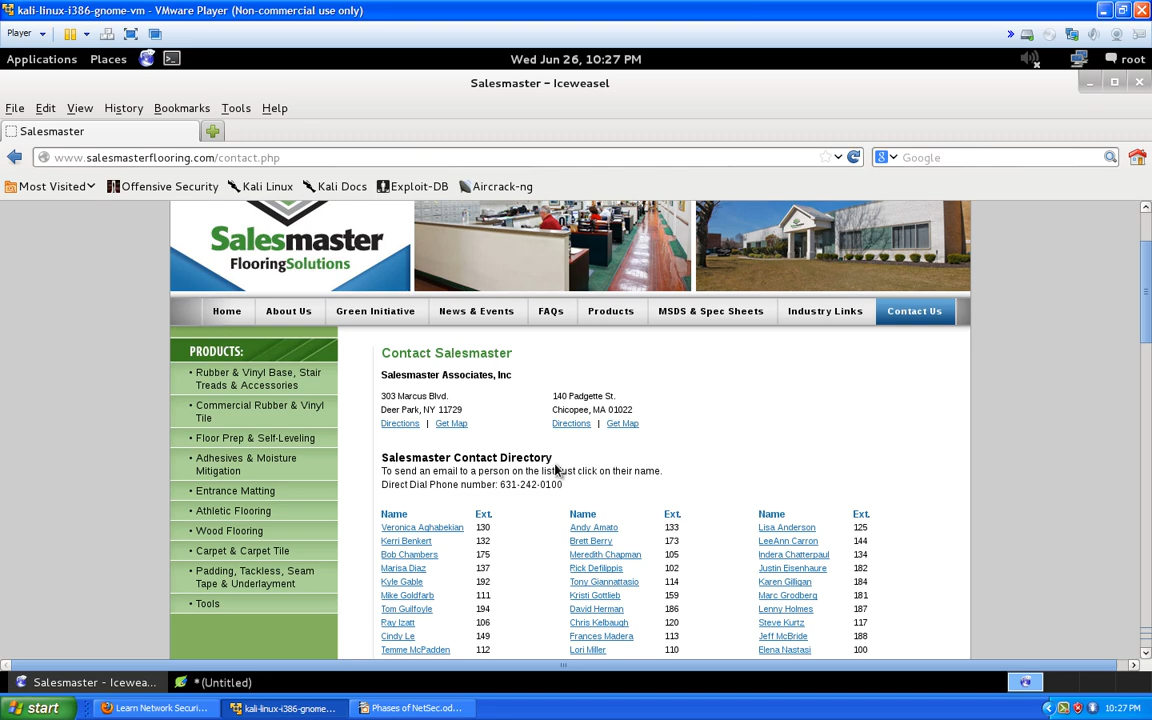 kali-linux-i386-gnome-vm - VMware Player (Non-commercial use only)
Player
Applications Places Wed Jun 26, 10:27 PM root
Salesmaster - Iceweasel
File Edit View History Bookmarks Tools Help
Salesmaster
www.salesmasterflooring.com/contact.php Google
Most Visited Offensive Security Kali Linux Kali Docs Exploit-DB Aircrack-ng
Salesmaster
FlooringSolutions
Home About Us Green Initiative News & Events FAQs Products MSDS & Spec Sheets Industry Links Contact Us
PRODUCTS:
• Rubber & Vinyl Base, Stair
Treads & Accessories
• Commercial Rubber & Vinyl
Tile
• Floor Prep & Self-Leveling
• Adhesives & Moisture
Mitigation
• Entrance Matting
• Athletic Flooring
• Wood Flooring
• Carpet & Carpet Tile
• Padding, Tackless, Seam
Tape & Underlayment
• Tools
Contact Salesmaster
Salesmaster Associates, Inc
303 Marcus Blvd. 140 Padgette St.
Deer Park, NY 11729 Chicopee, MA 01022
Directions | Get Map Directions | Get Map
Salesmaster Contact Directory
To send an email to a person on the list just click on their name.
Direct Dial Phone number: 631-242-0100
Name Ext. Name Ext. Name Ext.
Veronica Aghabekian 130 Andy Amato 133 Lisa Anderson 125
Kerri Benkert 132 Brett Berry 173 LeeAnn Carron 144
Bob Chambers 175 Meredith Chapman 105 Indera Chatterpaul 134
Marisa Diaz 137 Rick Defilippis 102 Justin Eisenhaure 182
Kyle Gable 192 Tony Giannattasio 114 Karen Gilligan 184
Mike Goldfarb 111 Kristi Gottlieb 159 Marc Grodberg 181
Tom Guilfoyle 194 David Herman 186 Lenny Holmes 187
Ray Izatt 106 Chris Kelbaugh 120 Steve Kurtz 117
Cindy Le 149 Frances Madera 113 Jeff McBride 188
Temme McPadden 112 Lori Miller 110 Elena Nastasi 100
Salesmaster - Icewea... *(Untitled)
start Learn Network Securi... kali-linux-i386-gnome... Phases of NetSec.od... 10:27 PM